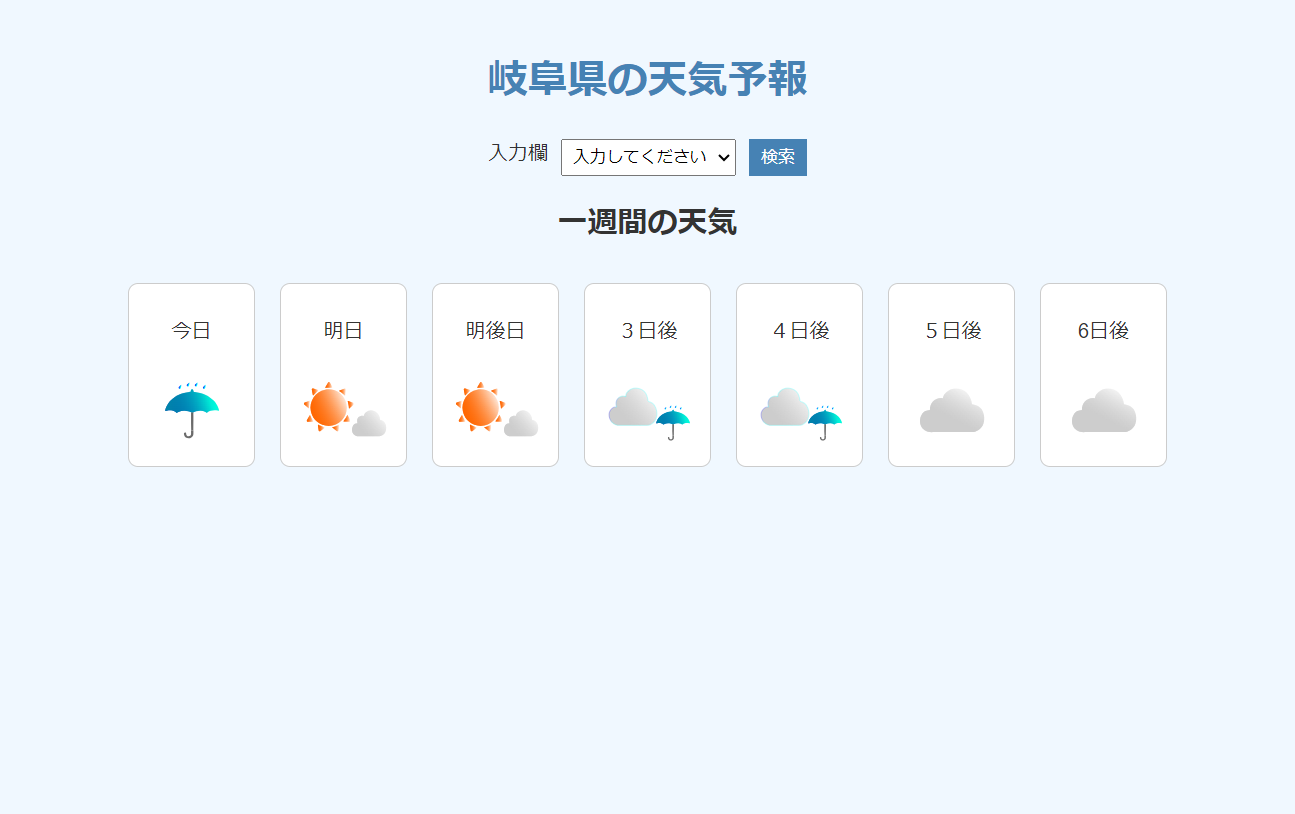 岐阜県の天気予報
入力欄 入力してください 検索
一週間の天気
今日 明日 明後日 ３日後 ４日後 ５日後 6日後